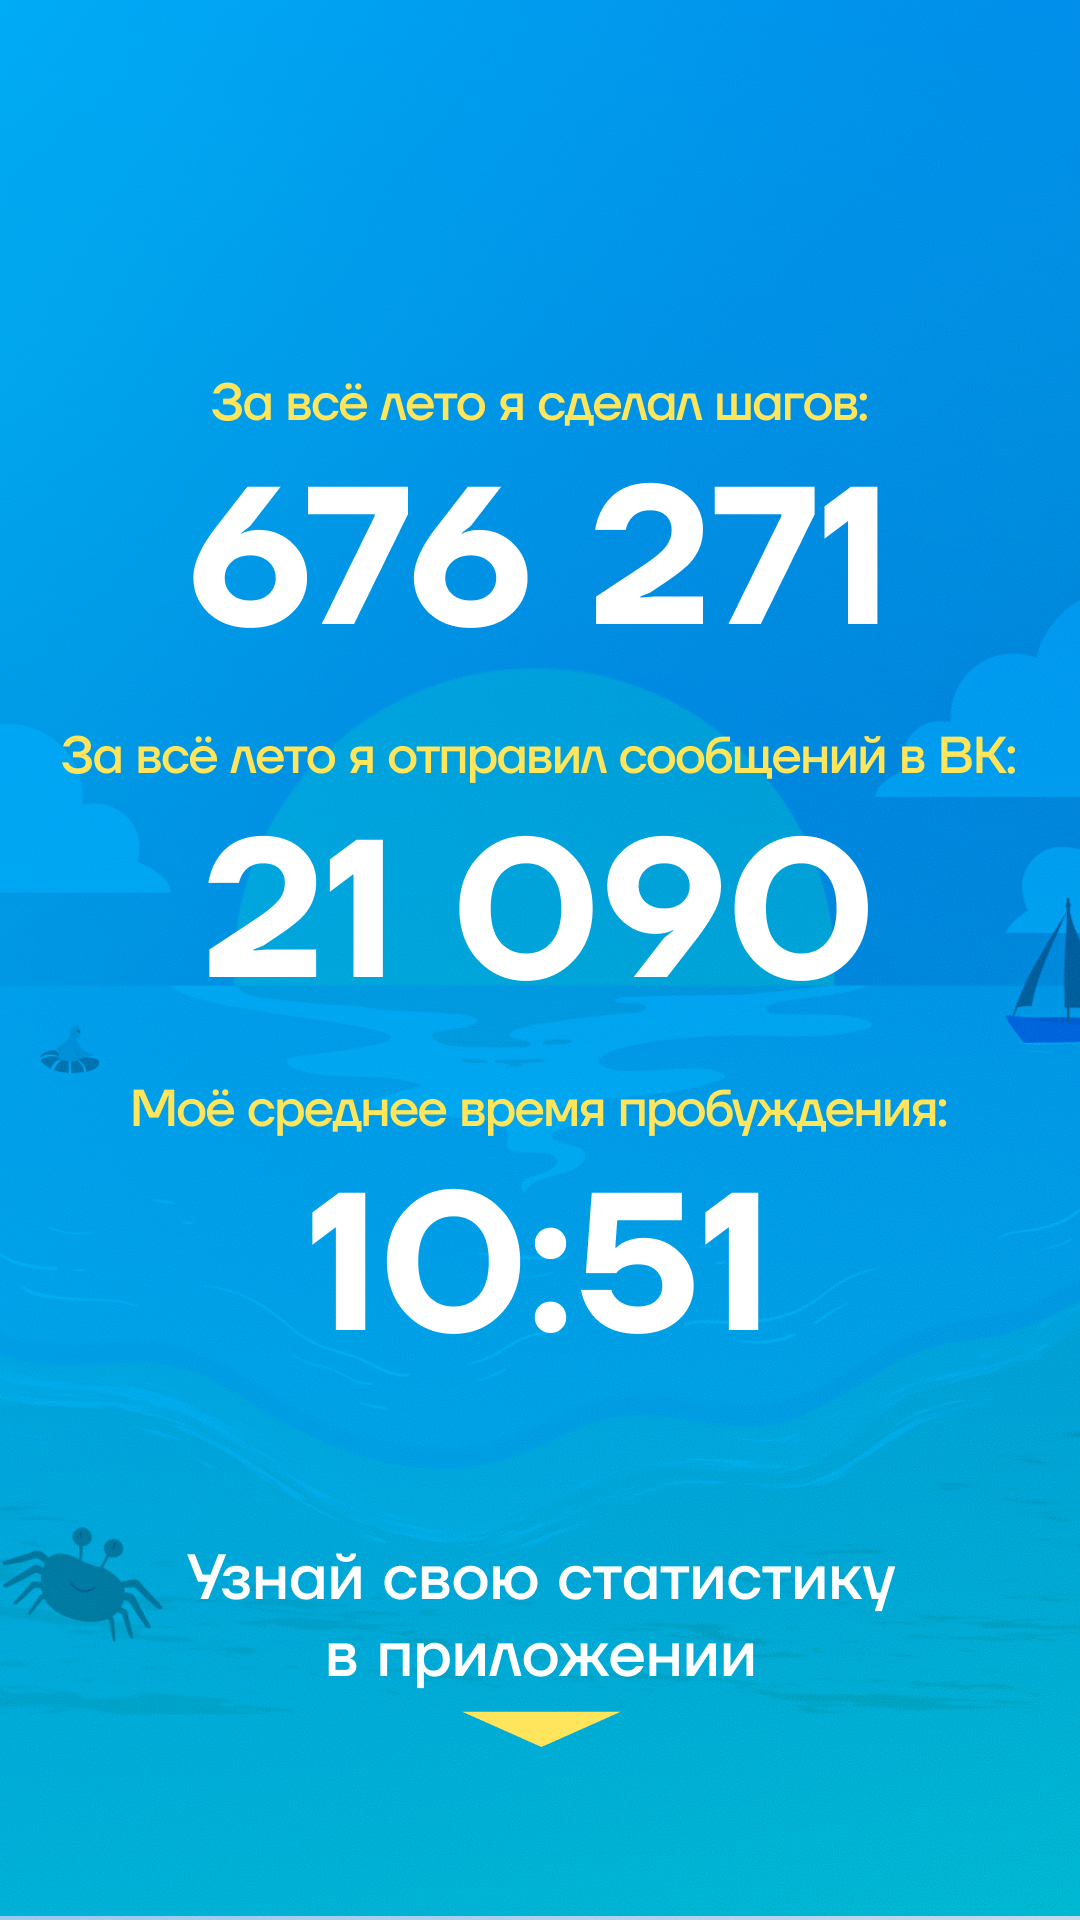 За всё лето я сделал шагов:
676 271
За всё лето я отправил сообщений в ВК:
21 090
Моё среднее время пробуждения:
10:51
Узнай свою статистику
в приложении